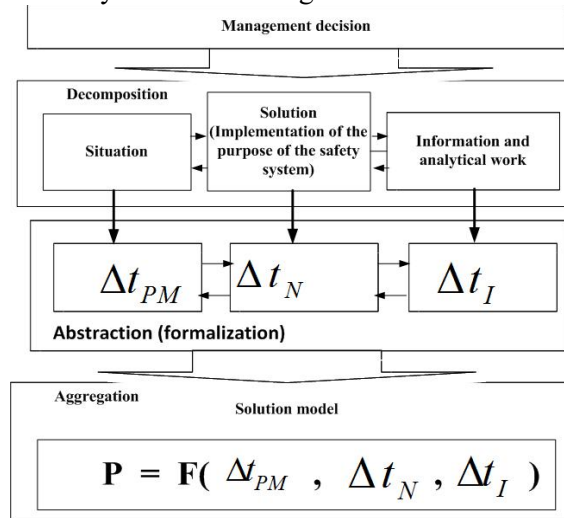 Management decision
Decomposition
Situation
Solution
(Implementation of the
purpose of the safety
system)
Information and
analytical work
Δt_PM
Δt_N
Δt_I
Abstraction (formalization)
Aggregation
Solution model
P = F( Δt_PM , Δt_N , Δt_I )